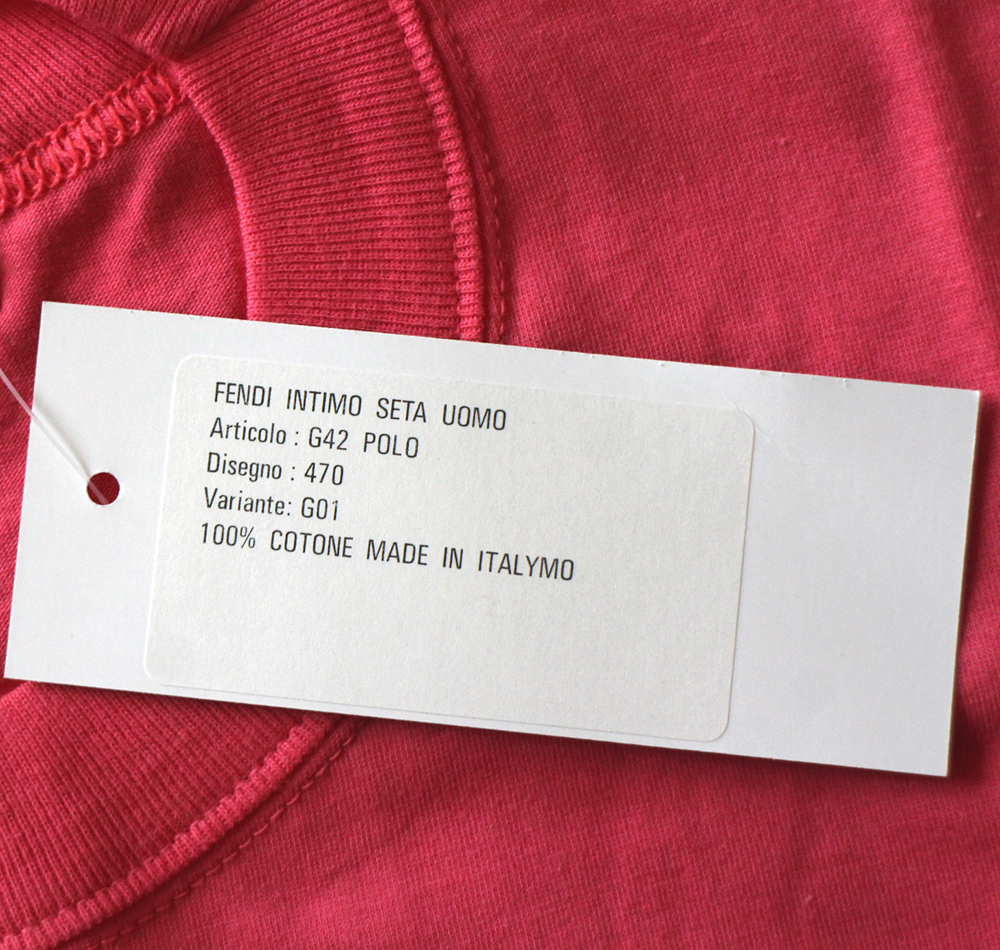 FENDI INTIMO SETA UOMO
Articolo : G42 POLO
Disegno : 470
Variante: G01
100% COTONE MADE IN ITALYMO